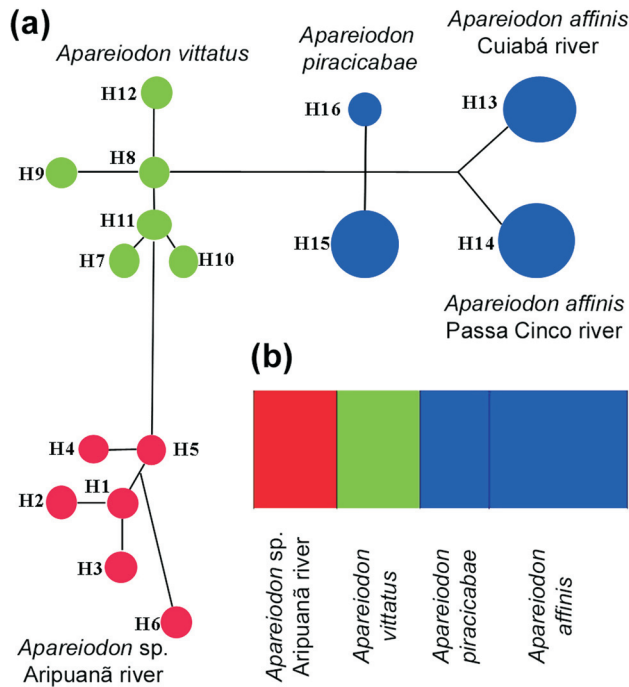 (a)
Apareiodon vittatus
Apareiodon
piracicabae
Apareiodon affinis
Cuiabá river
H12
H16
H13
H9
H8
H11
H7
H10
H15
H14
Apareiodon affinis
Passa Cinco river
(b)
H4
H5
H2
H1
H3
H6
Apareiodon sp.
Aripuanã river
Apareiodon sp.
Aripuanã river
Apareiodon
vittatus
Apareiodon
piracicabae
Apareiodon
affinis